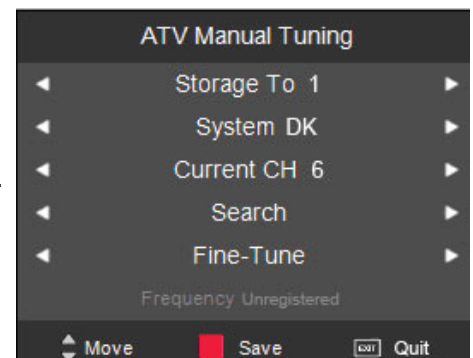 ATV Manual Tuning
Storage To 1
System DK
Current CH 6
Search
Fine-Tune
Frequency Unregistered
Move Save EXIT Quit